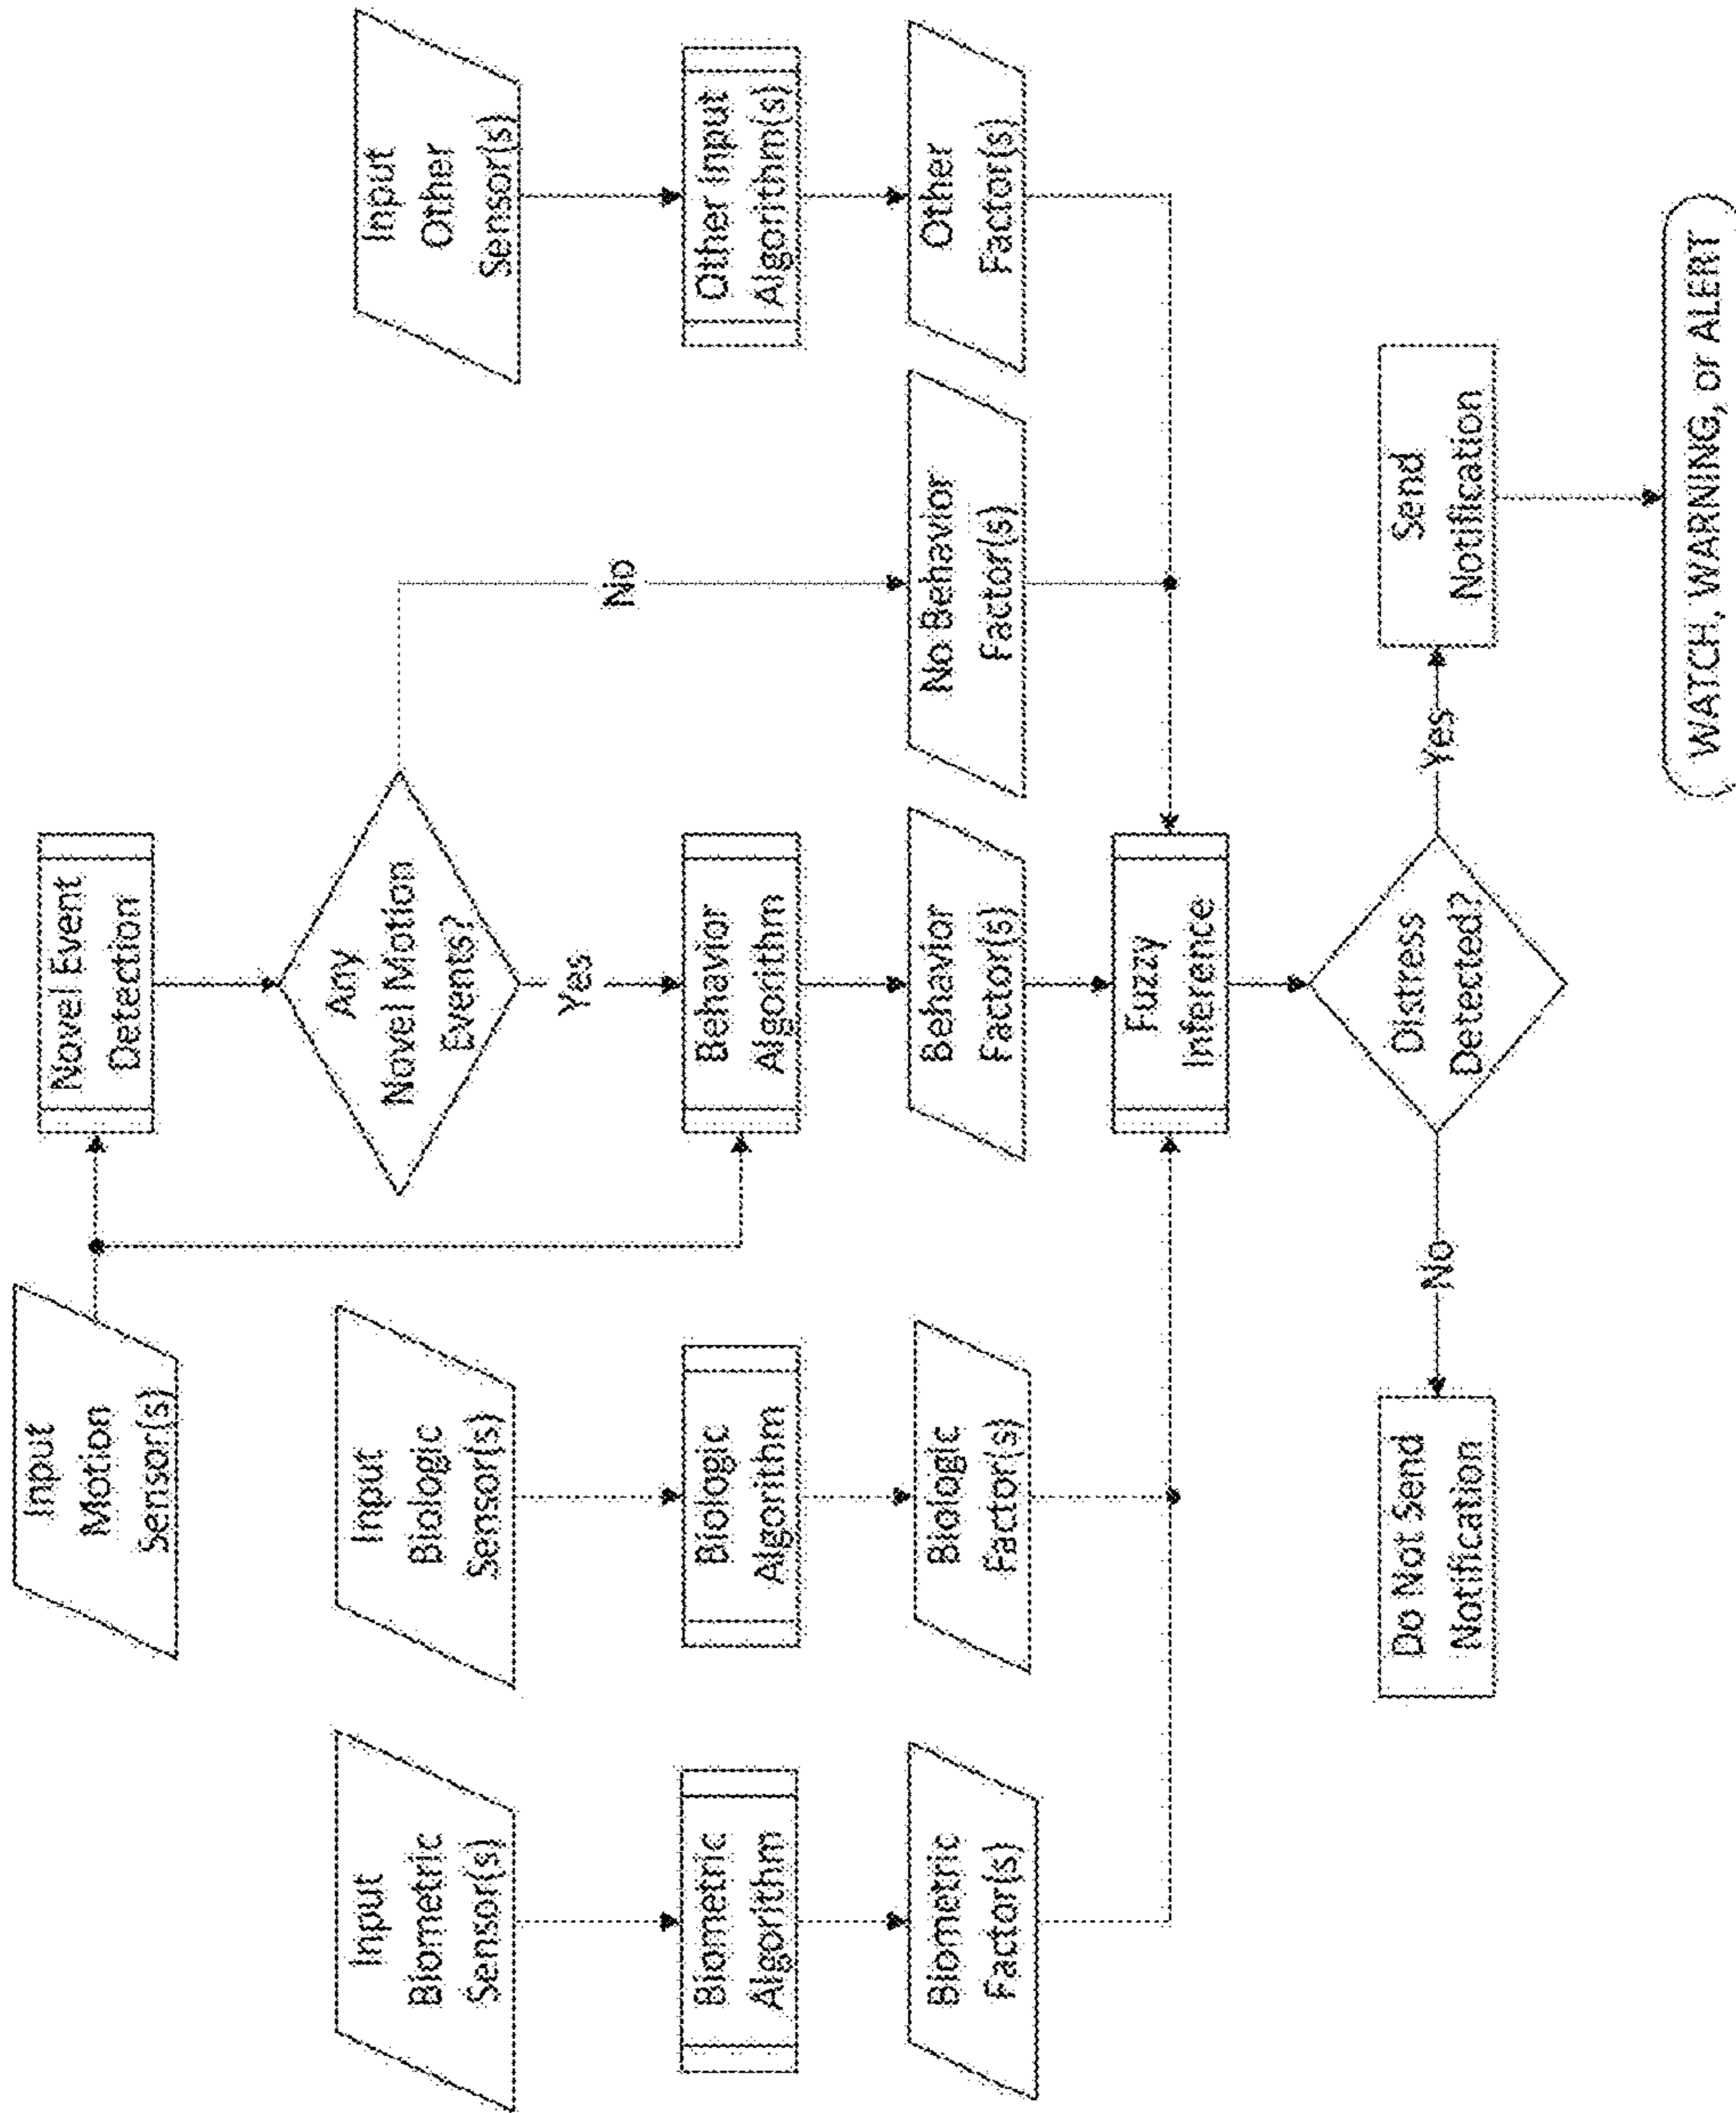 Input
Motion
Sensor(s)
Novel Event
Detection
Input
Biometric
Sensor(s)
Input
Biologic
Sensor(s)
Any
Novel Motion
Events?
Input
Other
Sensor(s)
Yes
No
Biometric
Algorithm
Biologic
Algorithm
Behavior
Algorithm
Other Input
Algorithm(s)
Biometric
Factor(s)
Biologic
Factor(s)
Behavior
Factor(s)
No Behavior
Factor(s)
Other
Factor(s)
Fuzzy
Inference
Do Not Send
Notification
No
Distress
Detected?
Yes
Send
Notification
WATCH, WARNING, or ALERT